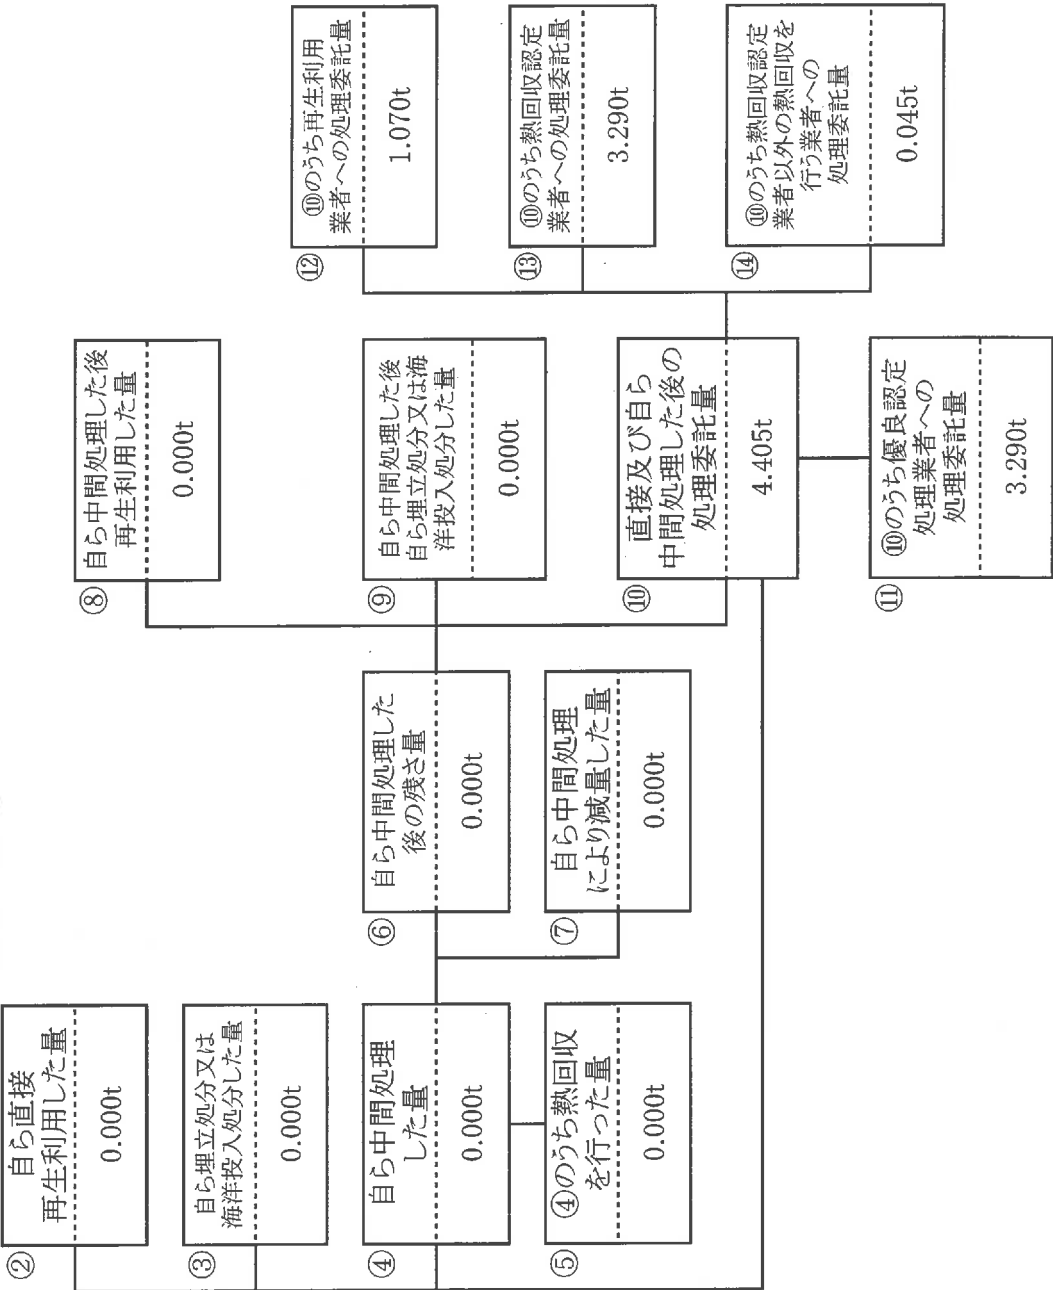 ②
自ら直接
再生利用した量
0.000t
③
自ら埋立処分又は
海洋投入処分した量
0.000t
④
自ら中間処理
した量
0.000t
⑤
④のうち熱回収
を行った量
0.000t
⑥
自ら中間処理した
後の残さ量
0.000t
⑦
自ら中間処理
により減量した量
0.000t
⑧
自ら中間処理した後
再生利用した量
0.000t
⑨
自ら中間処理した後
自ら埋立処分又は海
洋投入処分した量
0.000t
⑩
直接及び自ら
中間処理した後の
処理委託量
4.405t
⑪
⑩のうち優良認定
処理業者への
処理委託量
3.290t
⑫
⑩のうち再生利用
業者への処理委託量
1.070t
⑬
⑩のうち熱回収認定
業者への処理委託量
3.290t
⑭
⑩のうち熱回収認定
業者以外の熱回収を
行う業者への
処理委託量
0.045t